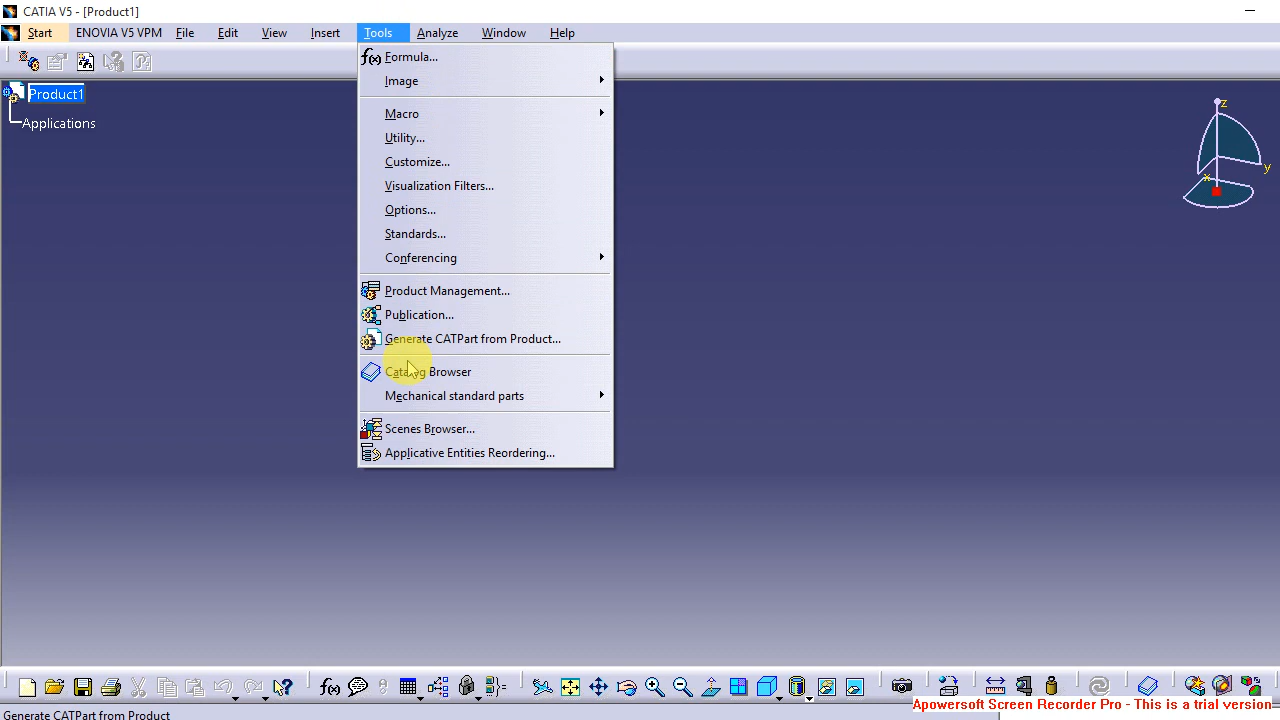 CATIA V5 - [Product1]
Start ENOVIA V5 VPM File Edit View Insert Tools Analyze Window Help
Formula...
Image
Product1
Macro
Applications
Utility...
Customize...
Visualization Filters...
Options...
Standards...
Conferencing
Product Management...
Publication...
Generate CATPart from Product...
Catalog Browser
Mechanical standard parts
Scenes Browser...
Applicative Entities Reordering...
z
y
x
f(x)
Generate CATPart from Product
Apowersoft Screen Recorder Pro - This is a trial version